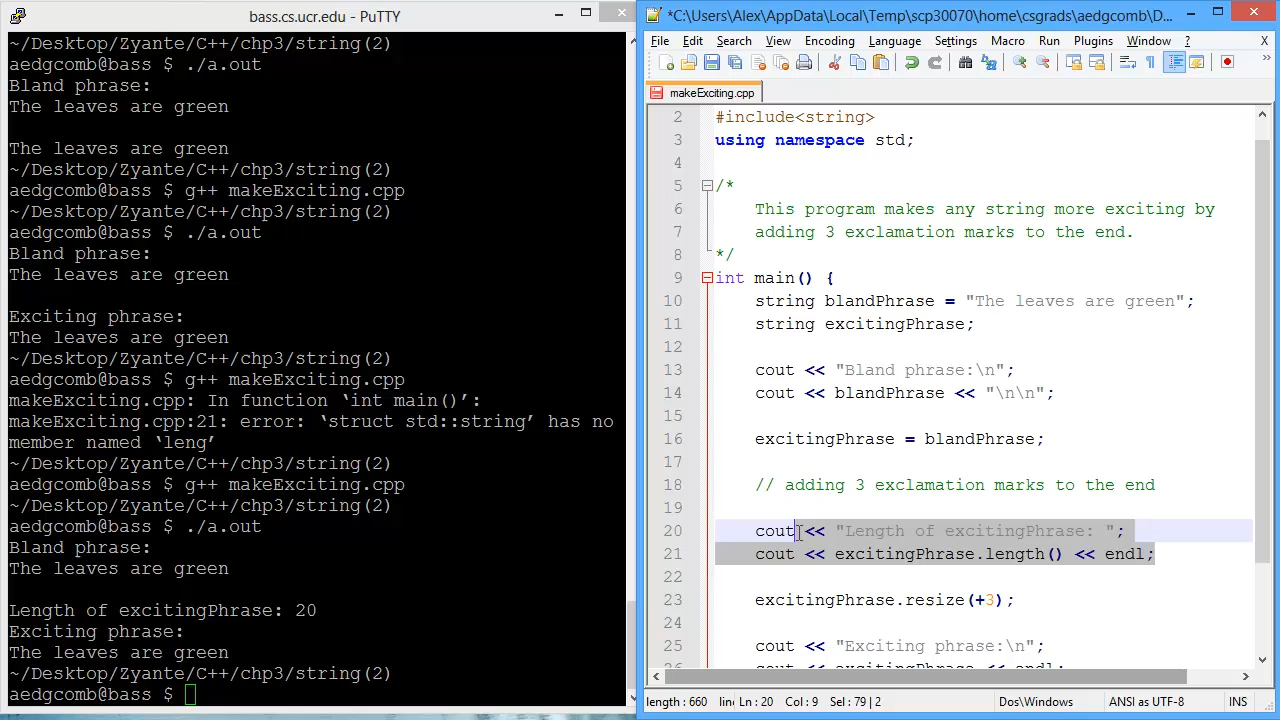 bass.cs.ucr.edu - PuTTY
~/Desktop/Zyante/C++/chp3/string(2)
aedgcomb@bass $ ./a.out
Bland phrase:
The leaves are green
The leaves are green
~/Desktop/Zyante/C++/chp3/string(2)
aedgcomb@bass $ g++ makeExciting.cpp
~/Desktop/Zyante/C++/chp3/string(2)
aedgcomb@bass $ ./a.out
Bland phrase:
The leaves are green
Exciting phrase:
The leaves are green
~/Desktop/Zyante/C++/chp3/string(2)
aedgcomb@bass $ g++ makeExciting.cpp
makeExciting.cpp: In function ‘int main()’:
makeExciting.cpp:21: error: ‘struct std::string’ has no
member named ‘leng’
~/Desktop/Zyante/C++/chp3/string(2)
aedgcomb@bass $ g++ makeExciting.cpp
~/Desktop/Zyante/C++/chp3/string(2)
aedgcomb@bass $ ./a.out
Bland phrase:
The leaves are green
Length of excitingPhrase: 20
Exciting phrase:
The leaves are green
~/Desktop/Zyante/C++/chp3/string(2)
aedgcomb@bass $
*C:\Users\Alex\AppData\Local\Temp\scp30070\home\csgrads\aedgcomb\D...
File Edit Search View Encoding Language Settings Macro Run Plugins Window ? X
makeExciting.cpp
2 #include<string>
3 using namespace std;
4
5 /*
6 This program makes any string more exciting by
7 adding 3 exclamation marks to the end.
8 */
9 int main() {
10 string blandPhrase = "The leaves are green";
11 string excitingPhrase;
12
13 cout << "Bland phrase:\n";
14 cout << blandPhrase << "\n\n";
15
16 excitingPhrase = blandPhrase;
17
18 // adding 3 exclamation marks to the end
19
20 cout << "Length of excitingPhrase: ";
21 cout << excitingPhrase.length() << endl;
22
23 excitingPhrase.resize(+3);
24
25 cout << "Exciting phrase:\n";
26 cout << excitingPhrase << endl;
length : 660 line Ln : 20 Col : 9 Sel : 79 | 2 Dos\Windows ANSI as UTF-8 INS